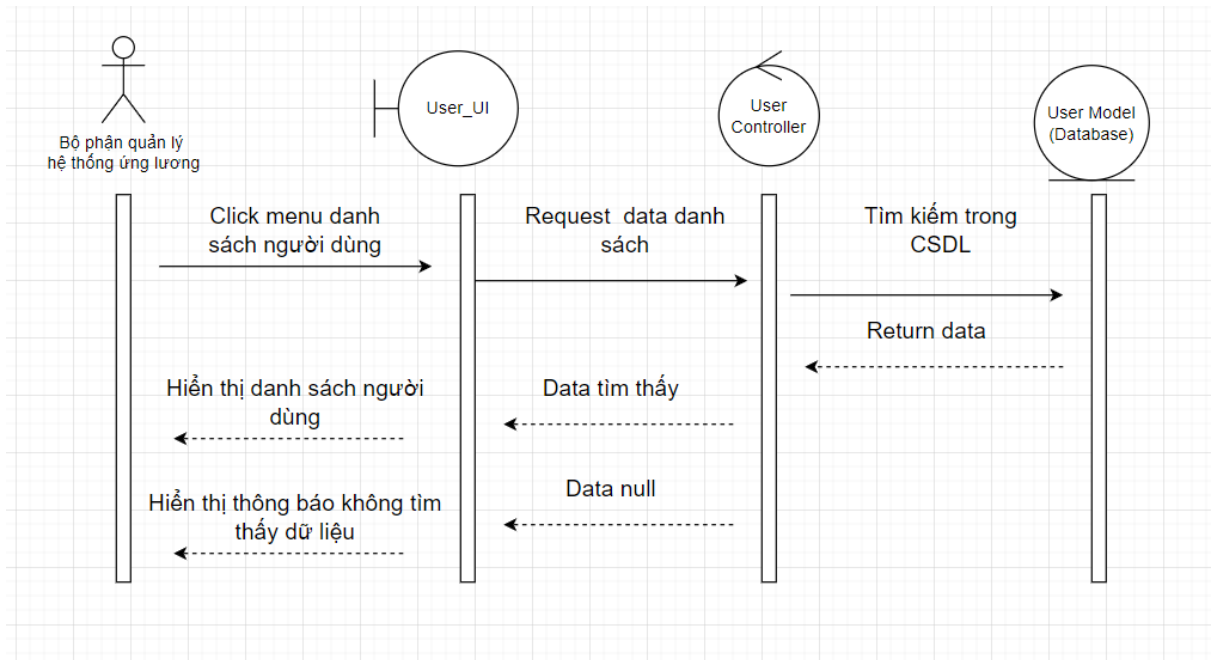 Bộ phận quản lý
hệ thống ứng lương
User_UI
User
Controller
User Model
(Database)
Click menu danh
sách người dùng
Request data danh
sách
Tìm kiếm trong
CSDL
Return data
Hiển thị danh sách người
dùng
Data tìm thấy
Data null
Hiển thị thông báo không tìm
thấy dữ liệu